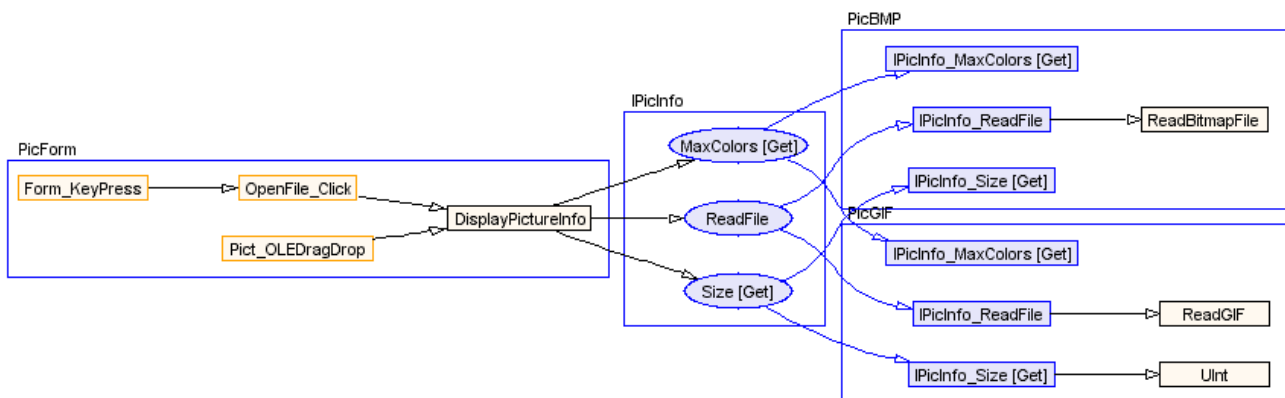 PicBMP
IPicInfo_MaxColors [Get]
IPicInfo
IPicInfo_ReadFile
ReadBitmapFile
MaxColors [Get]
PicForm
Form_KeyPress
OpenFile_Click
IPicInfo_Size [Get]
DisplayPictureInfo
ReadFile
PicGIF
Pict_OLEDragDrop
IPicInfo_MaxColors [Get]
Size [Get]
IPicInfo_ReadFile
ReadGIF
IPicInfo_Size [Get]
UInt